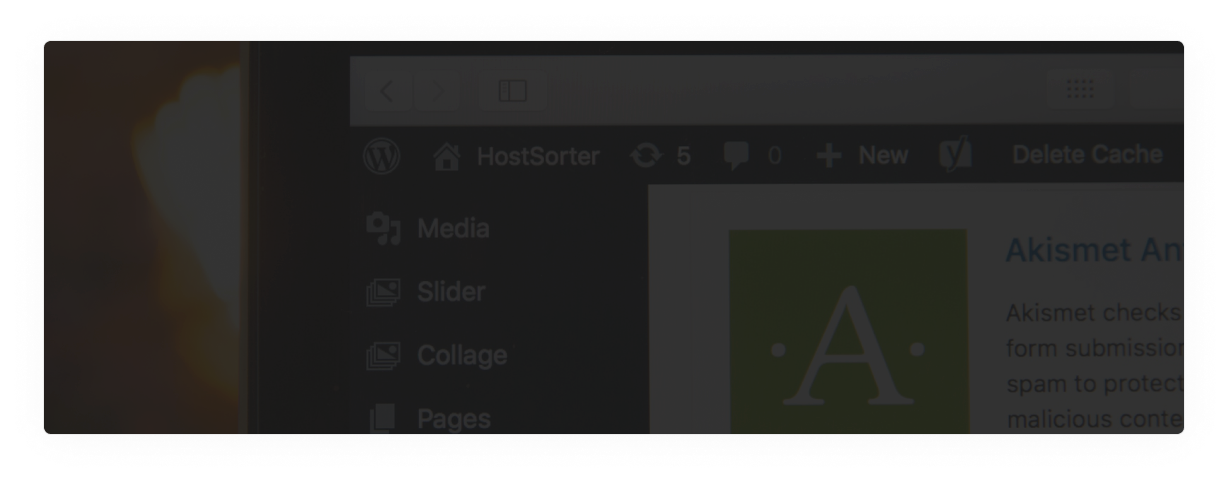 HostSorter 5 0 New Delete Cache
Media
Slider
Collage
Pages
A
Akismet An
Akismet checks
form submission
spam to protect
malicious conte